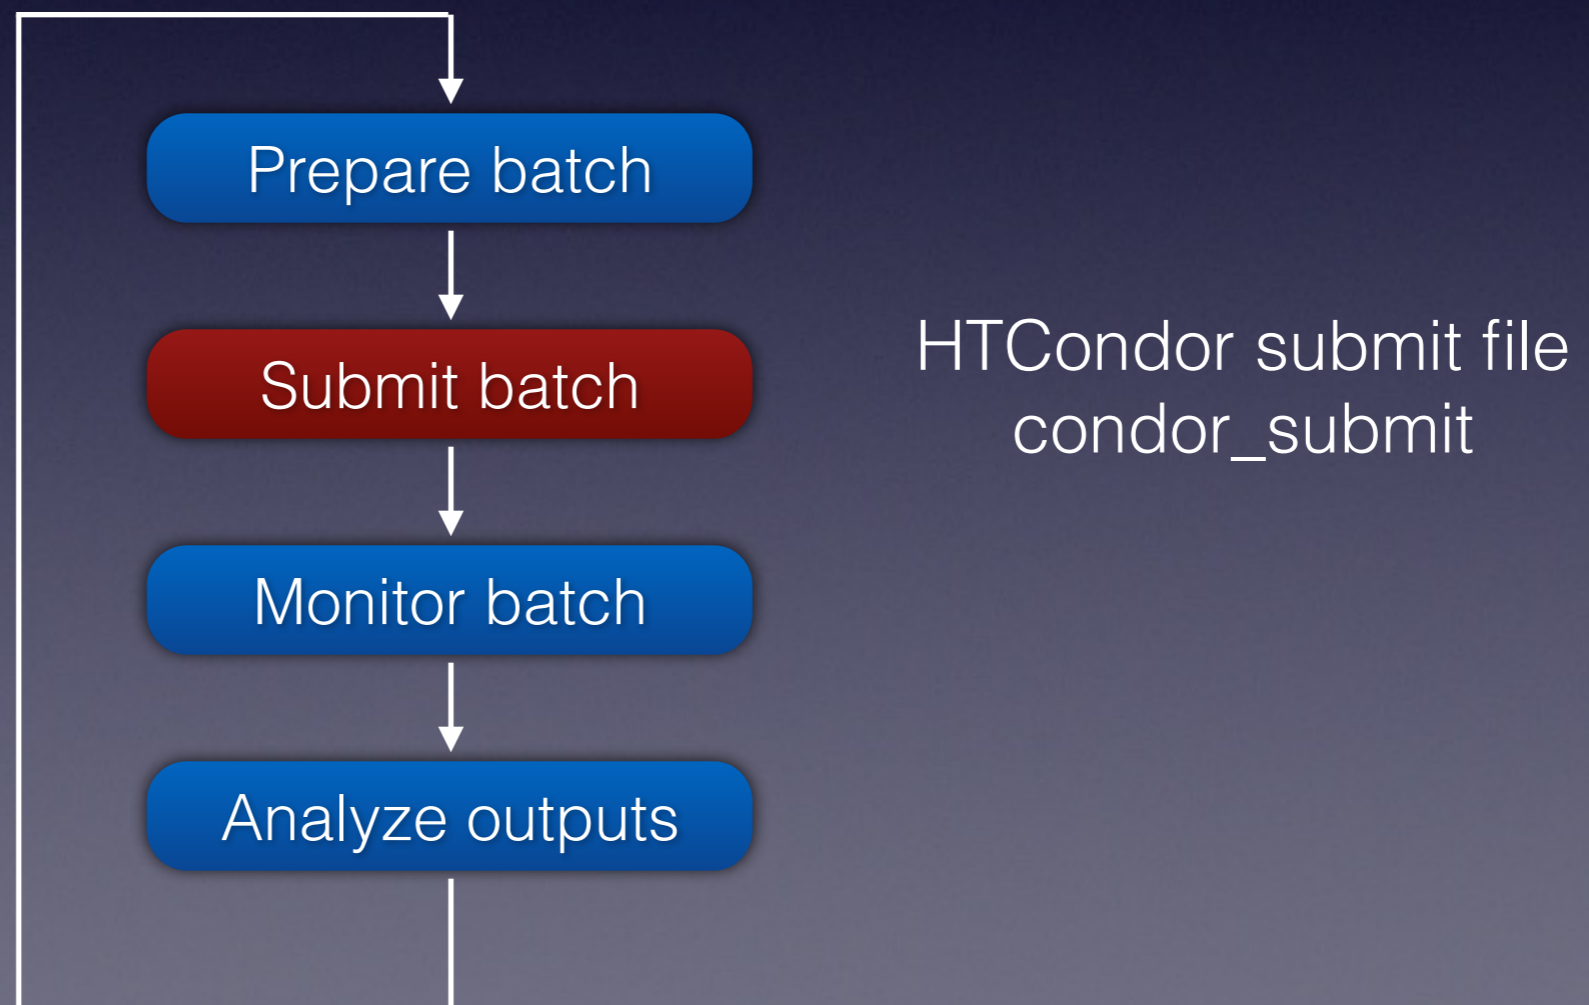 Prepare batch
Submit batch
HTCondor submit file
condor_submit
Monitor batch
Analyze outputs